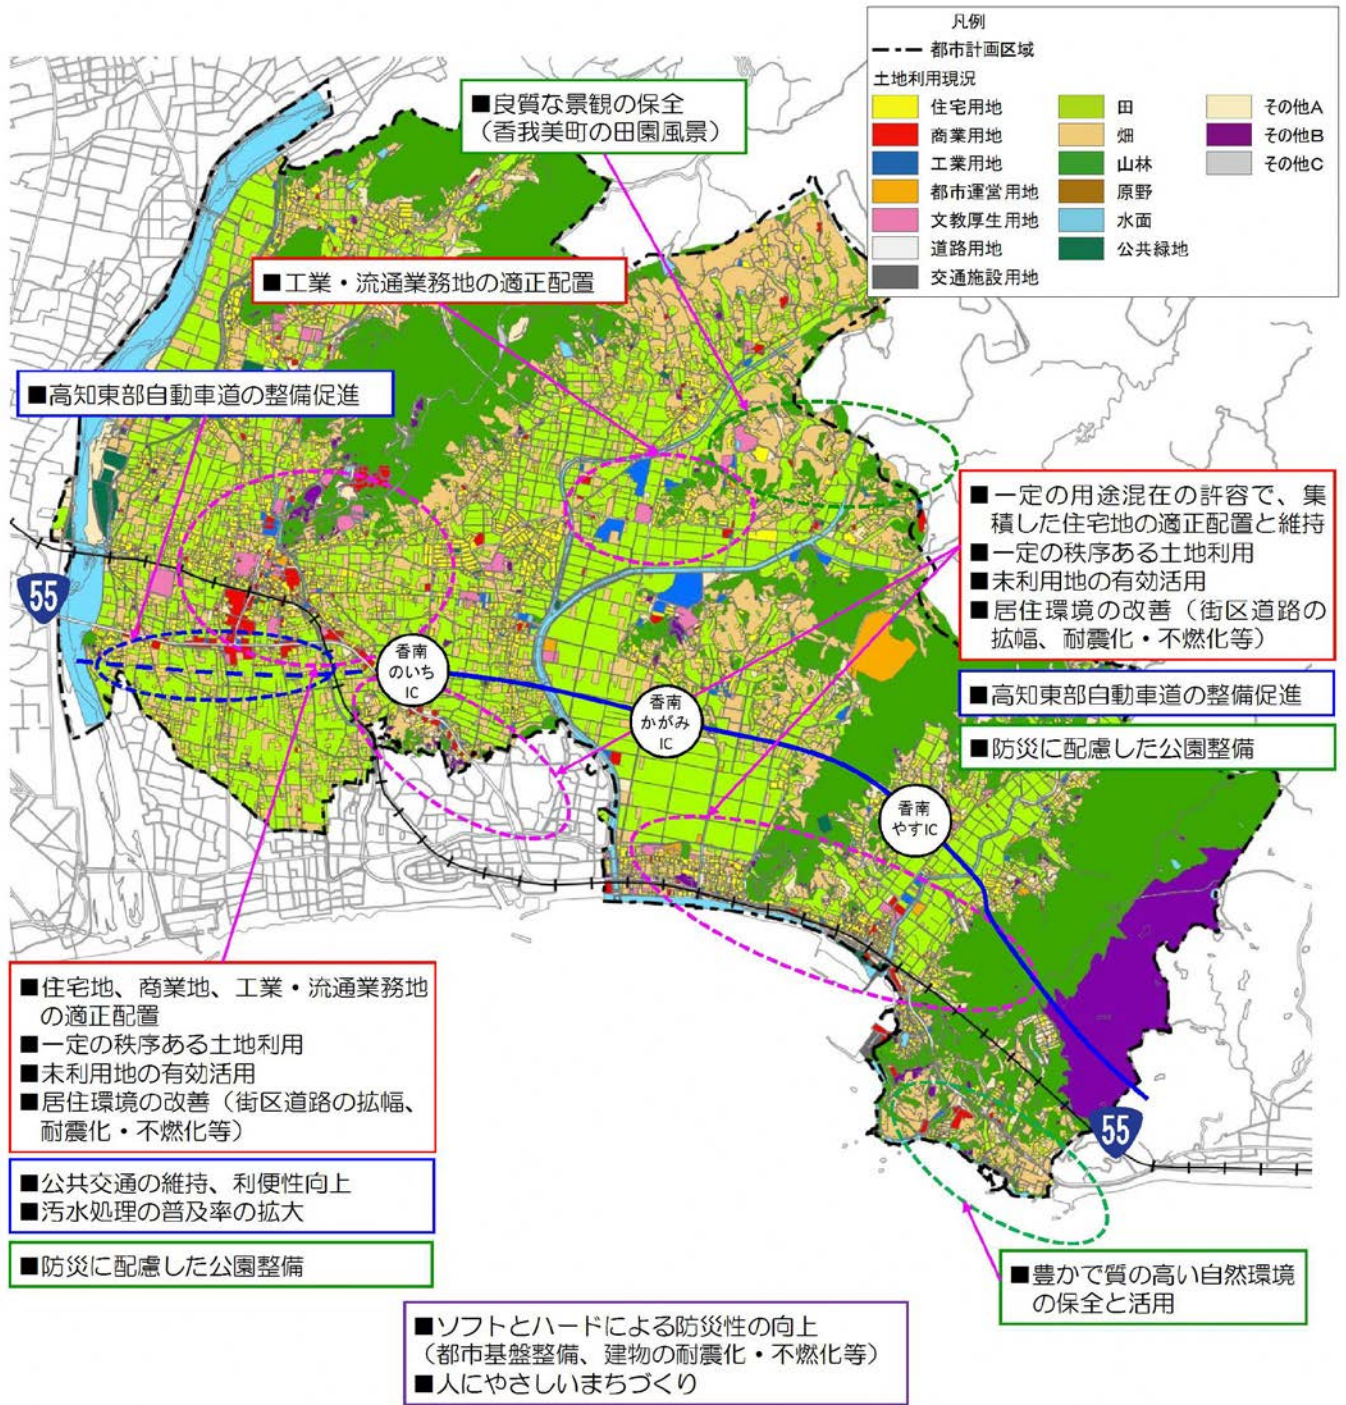 凡例
都市計画区域
土地利用現況
住宅用地
商業用地
工業用地
都市運営用地
文教厚生用地
道路用地
交通施設用地
田
畑
山林
原野
水面
公共緑地
その他A
その他B
その他C
■良質な景観の保全
(香我美町の田園風景)
■工業・流通業務地の適正配置
■高知東部自動車道の整備促進
■一定の用途混在の許容で、集
積した住宅地の適正配置と維持
■一定の秩序ある土地利用
■未利用地の有効活用
■居住環境の改善(街区道路の
拡幅、耐震化・不燃化等)
■高知東部自動車道の整備促進
■防災に配慮した公園整備
55
香南
のいち
IC
香南
かがみ
IC
香南
やすIC
55
■住宅地、商業地、工業・流通業務地
の適正配置
■一定の秩序ある土地利用
■未利用地の有効活用
■居住環境の改善(街区道路の拡幅、
耐震化・不燃化等)
■公共交通の維持、利便性向上
■汚水処理の普及率の拡大
■防災に配慮した公園整備
■豊かで質の高い自然環境
の保全と活用
■ソフトとハードによる防災性の向上
(都市基盤整備、建物の耐震化・不燃化等)
■人にやさしいまちづくり